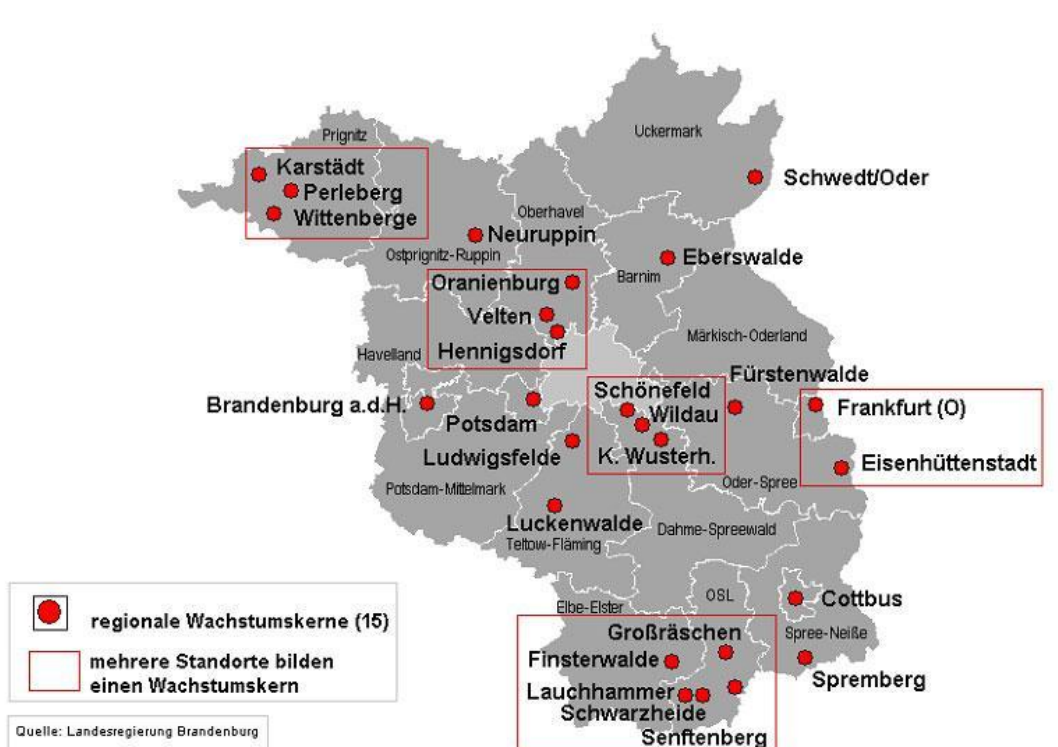 Uckermark
Prignitz
Karstädt
Perleberg
Wittenberge
Schwedt/Oder
Oberhavel
Neuruppin
Ostprignitz-Ruppin
Eberswalde
Barnim
Oranienburg
Velten
Hennigsdorf
Märkisch-Oderland
Havelland
Fürstenwalde
Schönefeld
Brandenburg a.d.H.
Wildau
Frankfurt (O)
Potsdam
Ludwigsfelde
K. Wusterh.
Eisenhüttenstadt
Oder-Spree
Potsdam-Mittelmark
Luckenwalde
Teltow-Fläming
Dahme-Spreewald
OSL
Cottbus
Elbe-Elster
Großräschen
Spree-Neiße
Finsterwalde
Spremberg
Lauchhammer
Schwarzheide
Senftenberg
regionale Wachstumskerne (15)
mehrere Standorte bilden
einen Wachstumskern
Quelle: Landesregierung Brandenburg